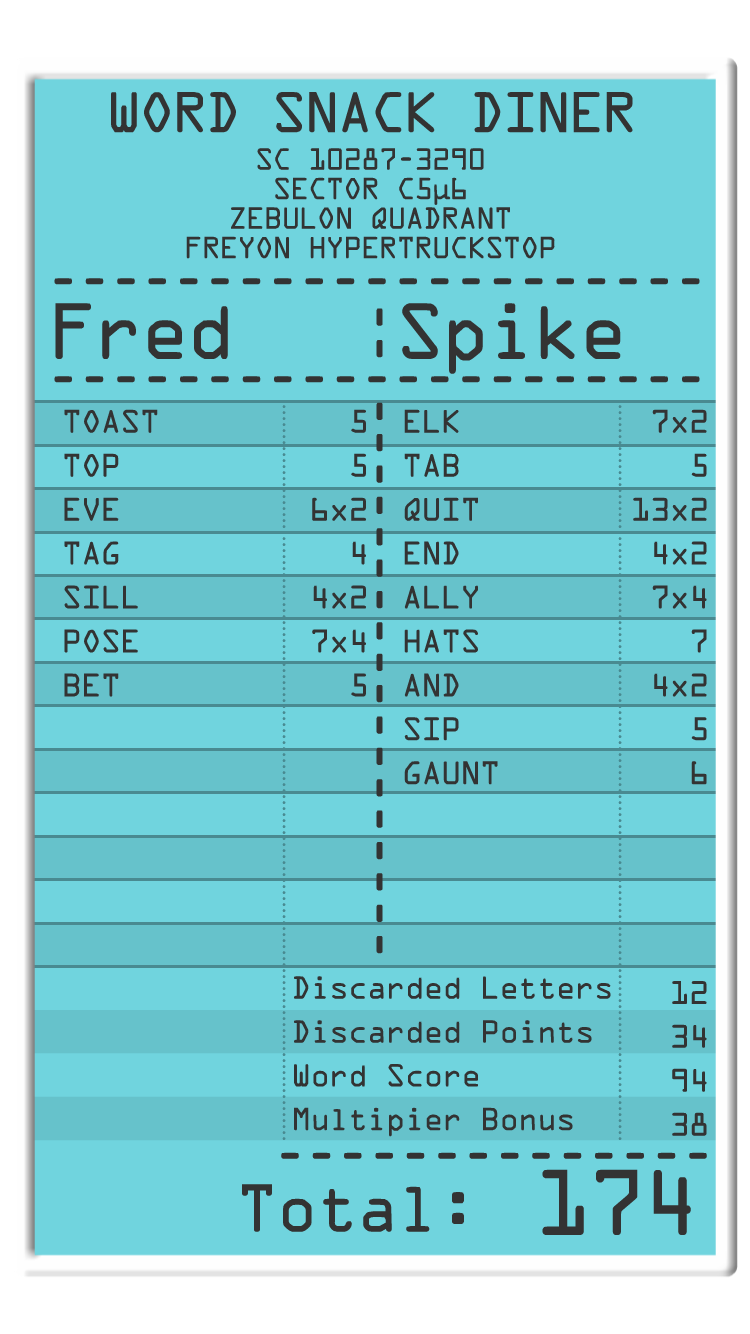 WORD SNACK DINER
SC 10287-3290
SECTOR C5µ6
ZEBULON QUADRANT
FREYON HYPERTRUCKSTOP
Fred Spike
TOAST 5 ELK 7x2
TOP 5 TAB 5
EVE 6x2 QUIT 13x2
TAG 4 END 4x2
SILL 4x2 ALLY 7x4
POSE 7x4 HATS 7
BET 5 AND 4x2
SIP 5
GAUNT 6
Discarded Letters 12
Discarded Points 34
Word Score 94
Multipier Bonus 38
Total: 174